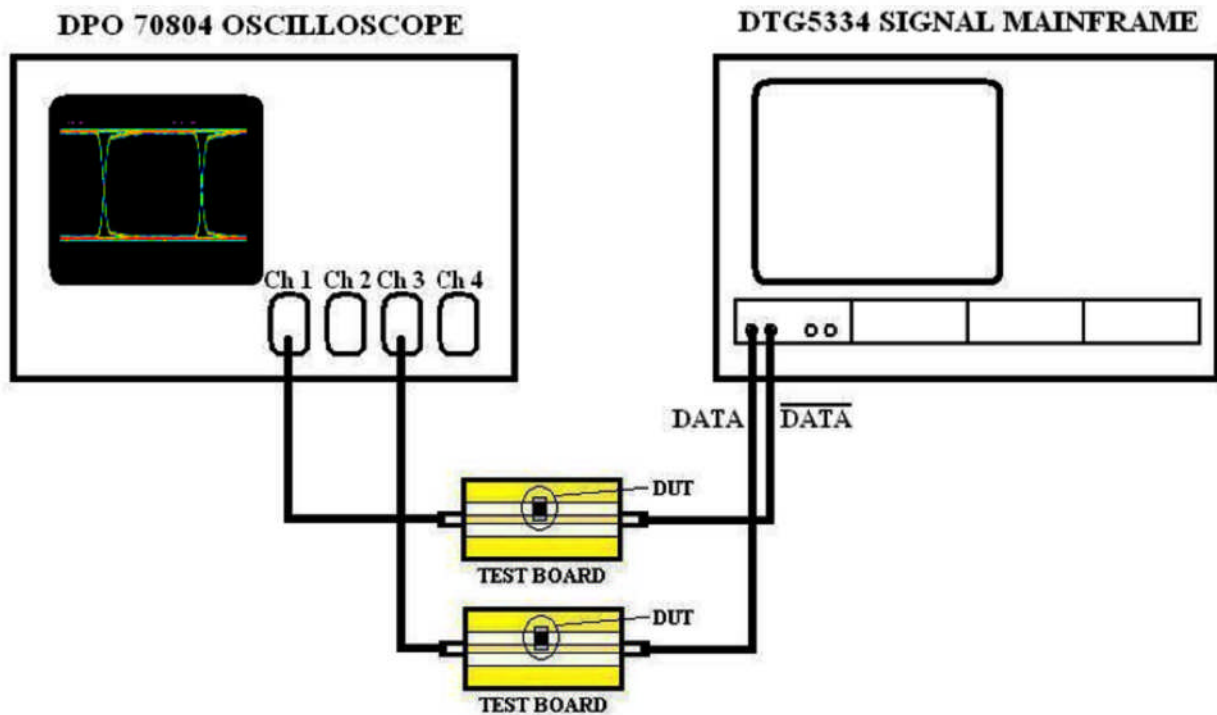 DPO 70804 OSCILLOSCOPE
DTG5334 SIGNAL MAINFRAME
Ch 1 Ch 2 Ch 3 Ch 4
DATA DATA
DUT
TEST BOARD
DUT
TEST BOARD